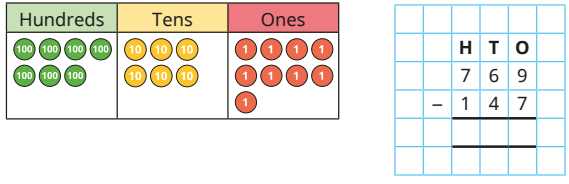 Hundreds Tens Ones
100 100 100 100 10 10 10 1 1 1 1
100 100 100 10 10 10 1 1 1 1
1
H T O
7 6 9
– 1 4 7